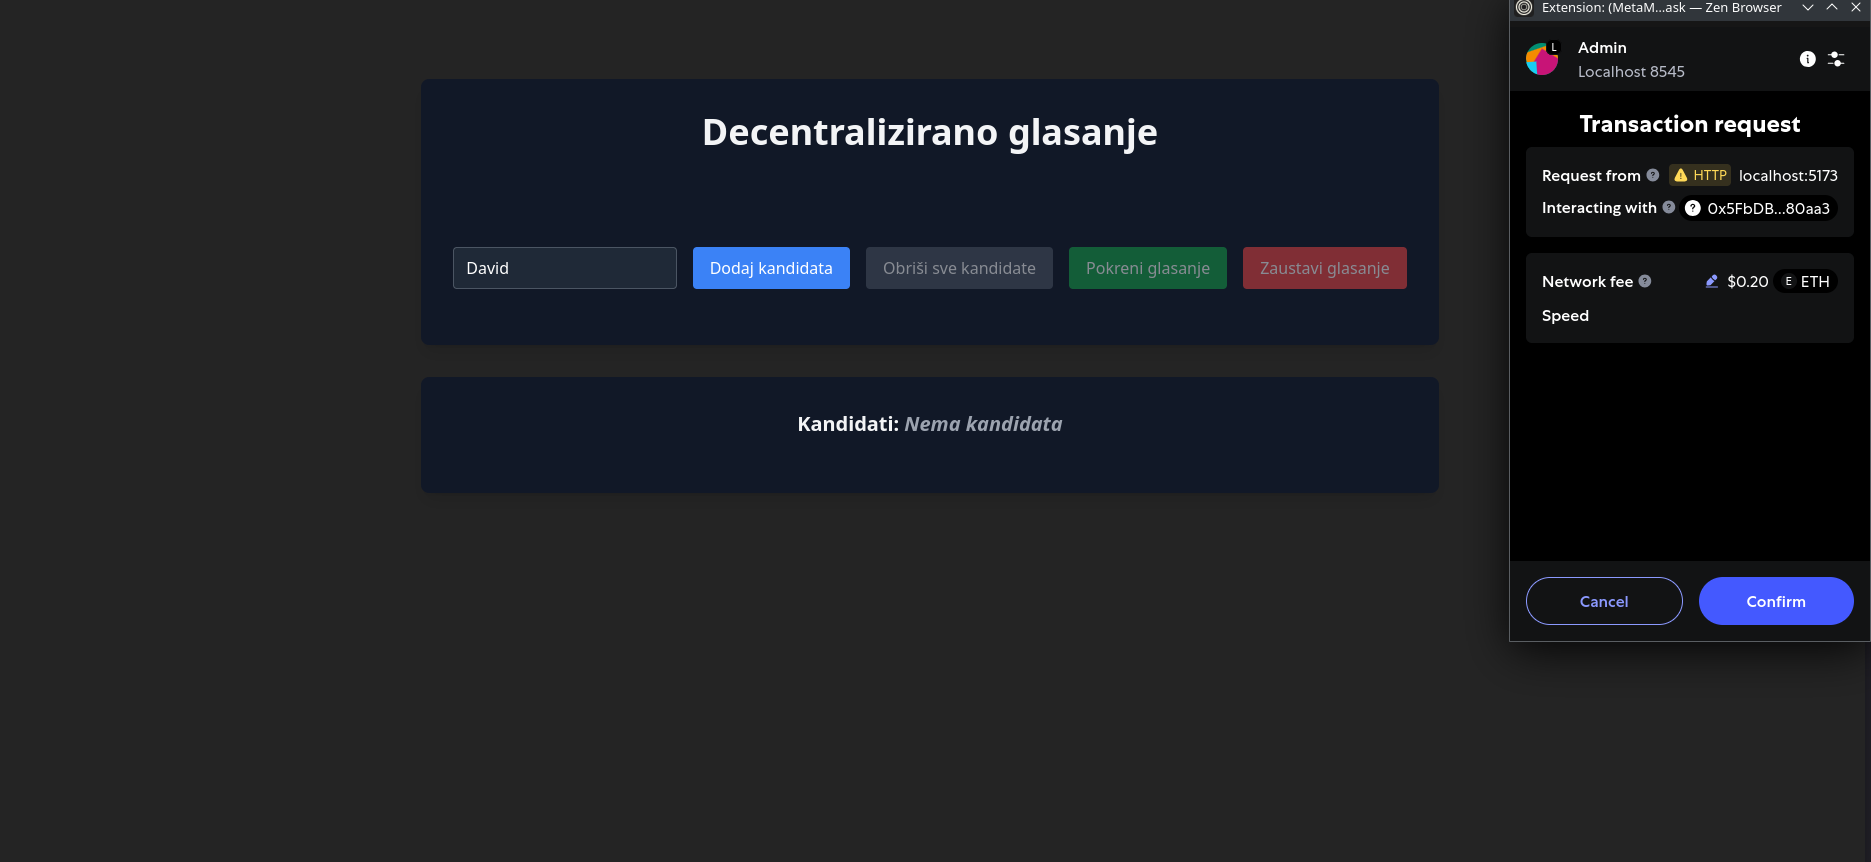 Decentralizirano glasanje
David
Dodaj kandidata
Obriši sve kandidate
Pokreni glasanje
Zaustavi glasanje
Kandidati: Nema kandidata
Extension: (MetaM...ask — Zen Browser
L
Admin
Localhost 8545
Transaction request
Request from ? HTTP localhost:5173
Interacting with ? ? 0x5FbDB...80aa3
Network fee ? $0.20 E ETH
Speed
Cancel
Confirm